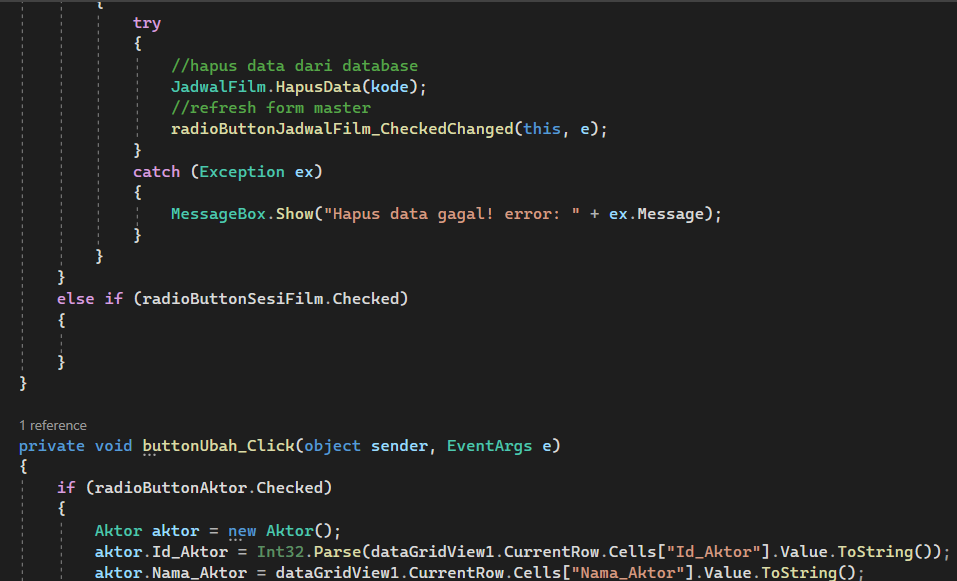 {
try
{
//hapus data dari database
JadwalFilm.HapusData(kode);
//refresh form master
radioButtonJadwalFilm_CheckedChanged(this, e);
}
catch (Exception ex)
{
MessageBox.Show("Hapus data gagal! error: " + ex.Message);
}
}
}
else if (radioButtonSesiFilm.Checked)
{
}
}
1 reference
private void buttonUbah_Click(object sender, EventArgs e)
{
if (radioButtonAktor.Checked)
{
Aktor aktor = new Aktor();
aktor.Id_Aktor = Int32.Parse(dataGridView1.CurrentRow.Cells["Id_Aktor"].Value.ToString());
aktor.Nama_Aktor = dataGridView1.CurrentRow.Cells["Nama_Aktor"].Value.ToString();